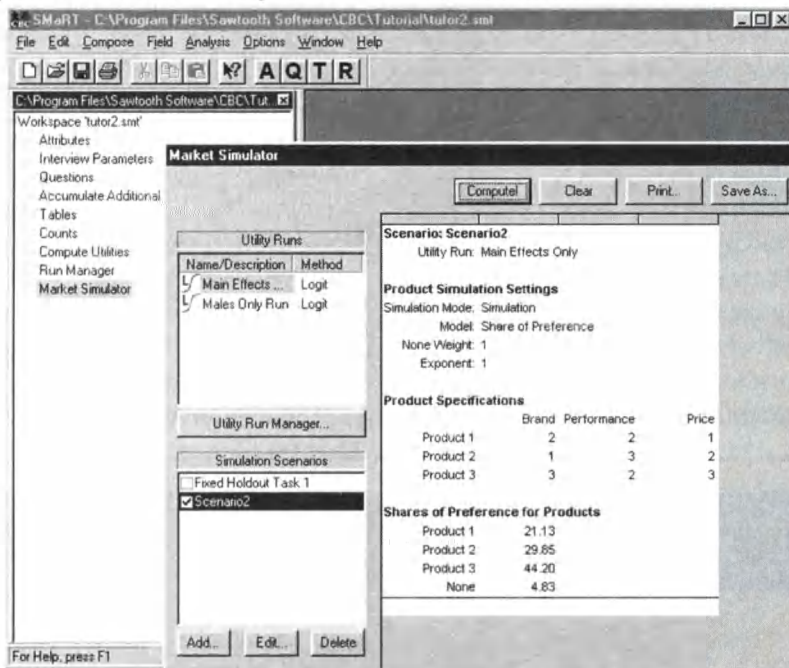 SMaRT - C:\Program Files\Sawtooth Software\CBC\Tutorial\tutor2.smt
File Edit Compose Field Analysis Options Window Help
A Q T R
C:\Program Files\Sawtooth Software\CBC\Tut...
Workspace 'tutor2.smt'
Attributes
Interview Parameters
Questions
Accumulate Additional
Tables
Counts
Compute Utilities
Run Manager
Market Simulator
Market Simulator
Compute! Clear Print... Save As...
Utility Runs
Name/Description Method
Main Effects ... Logit
Males Only Run Logit
Utility Run Manager...
Simulation Scenarios
Fixed Holdout Task 1
Scenario2
Add... Edit... Delete
Scenario: Scenario2
Utility Run: Main Effects Only
Product Simulation Settings
Simulation Mode: Simulation
Model: Share of Preference
None Weight: 1
Exponent: 1
Product Specifications
Brand Performance Price
Product 1 2 2 1
Product 2 1 3 2
Product 3 3 2 3
Shares of Preference for Products
Product 1 21.13
Product 2 29.85
Product 3 44.20
None 4.83
For Help, press F1